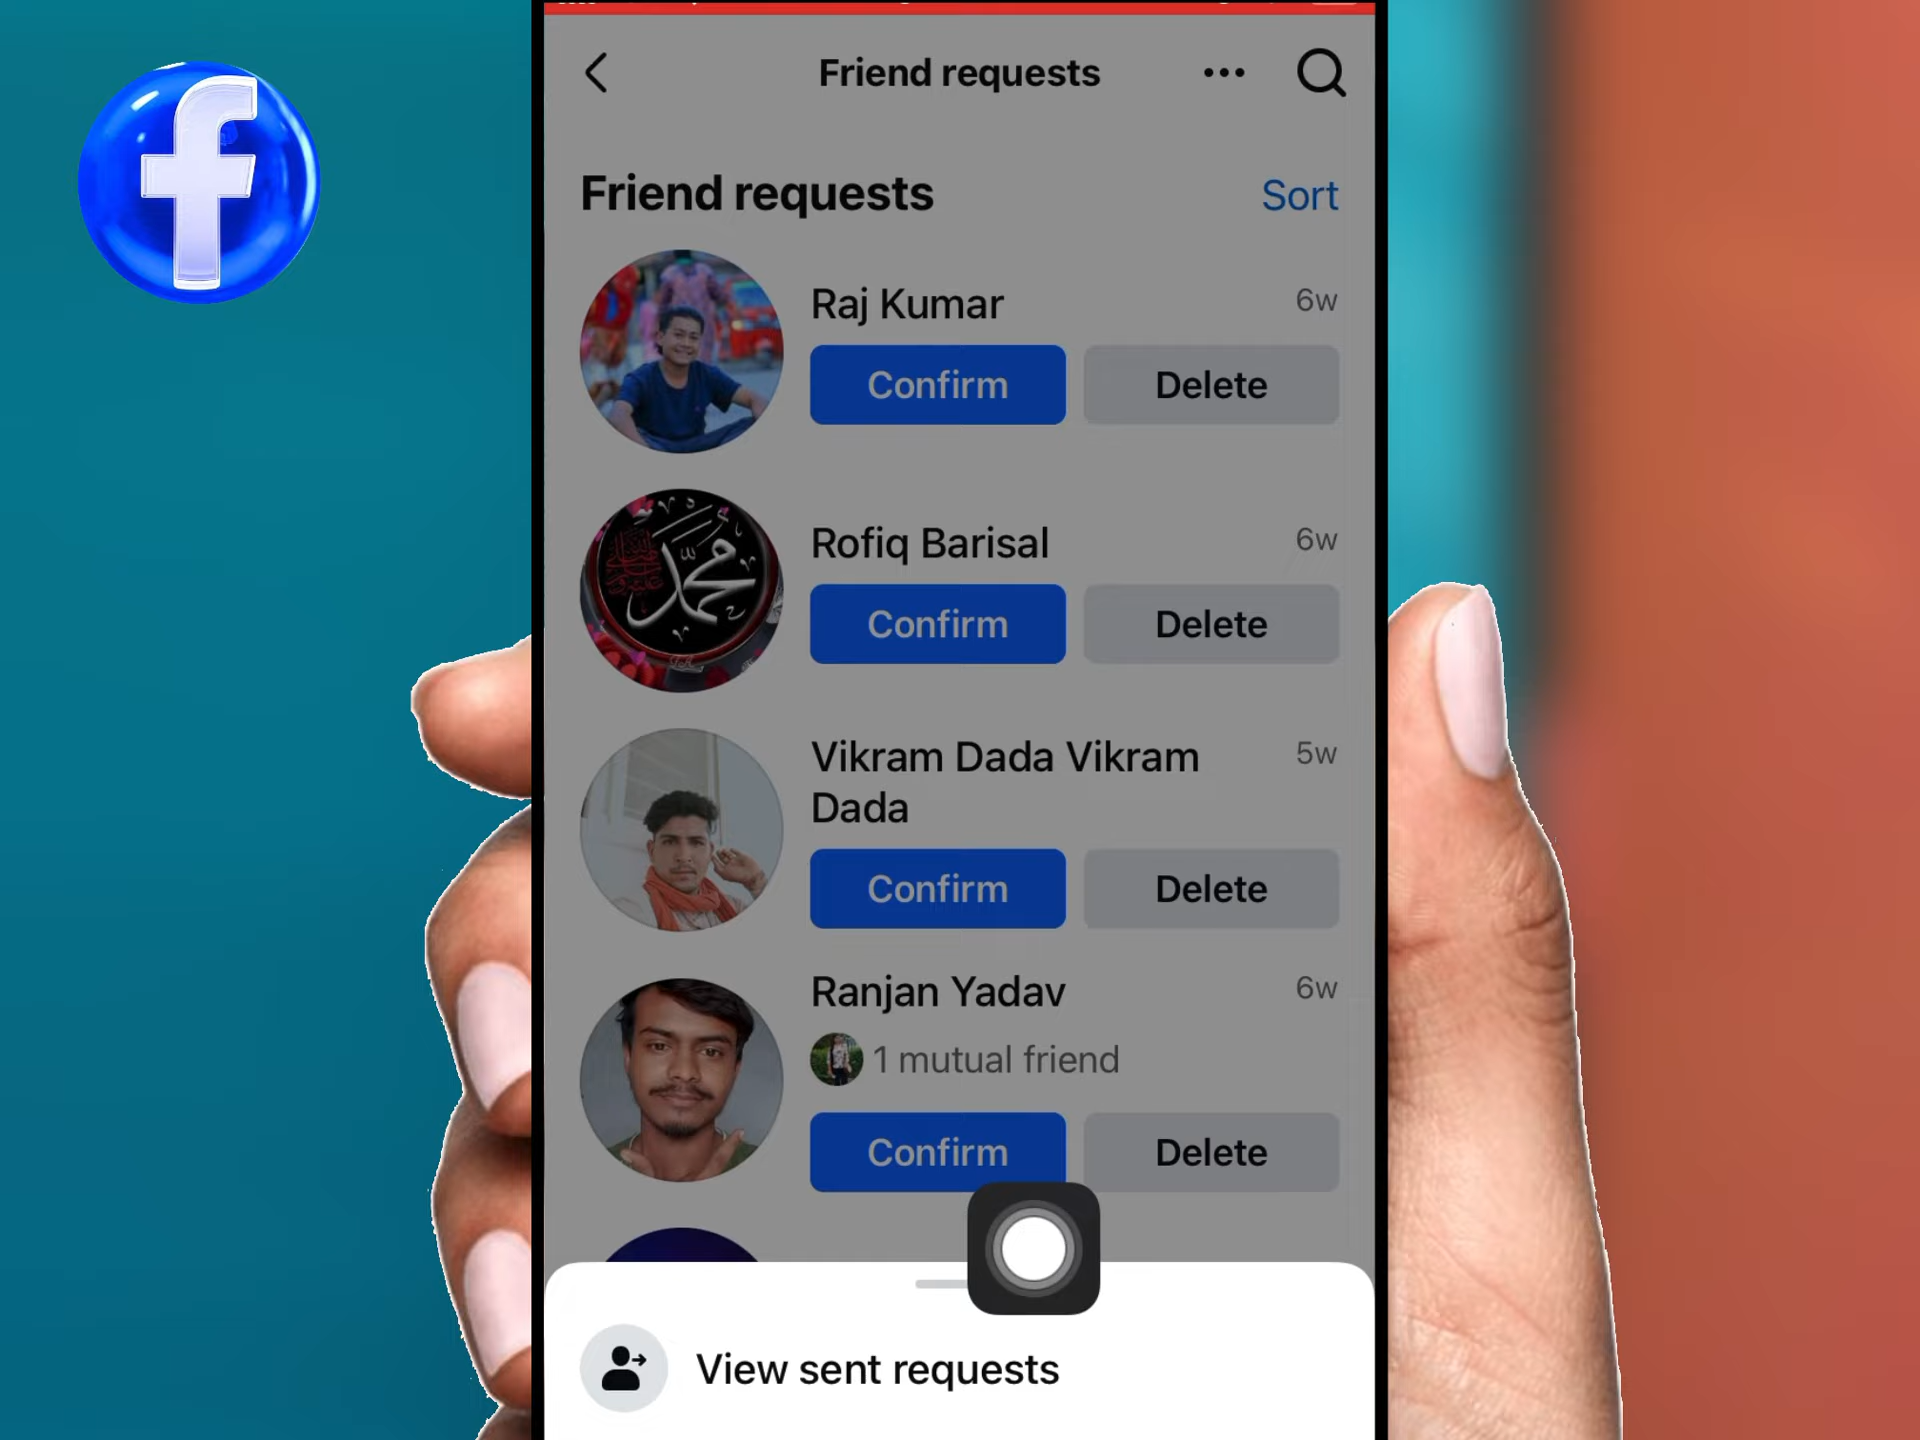 f
Friend requests
Friend requests
Sort
Raj Kumar
6w
Confirm
Delete
Rofiq Barisal
6w
Confirm
Delete
محمد
Vikram Dada Vikram
Dada
5w
Confirm
Delete
Ranjan Yadav
6w
1 mutual friend
Confirm
Delete
View sent requests